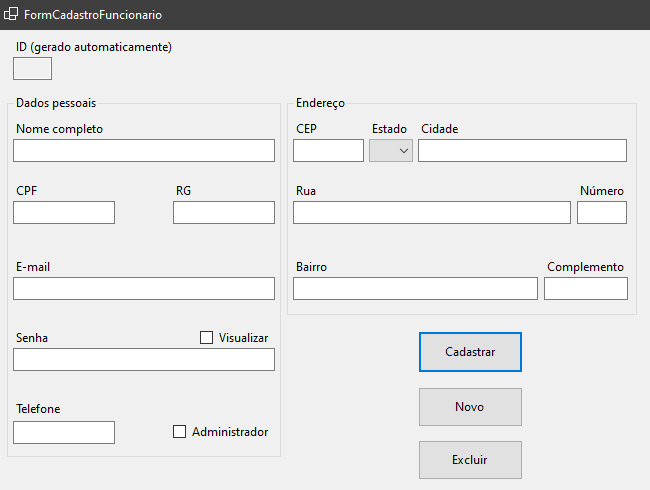 FormCadastroFuncionario
ID (gerado automaticamente)
Dados pessoais
Nome completo
CPF RG
E-mail
Senha Visualizar
Telefone
Administrador
Endereço
CEP Estado Cidade
Rua Número
Bairro Complemento
Cadastrar
Novo
Excluir